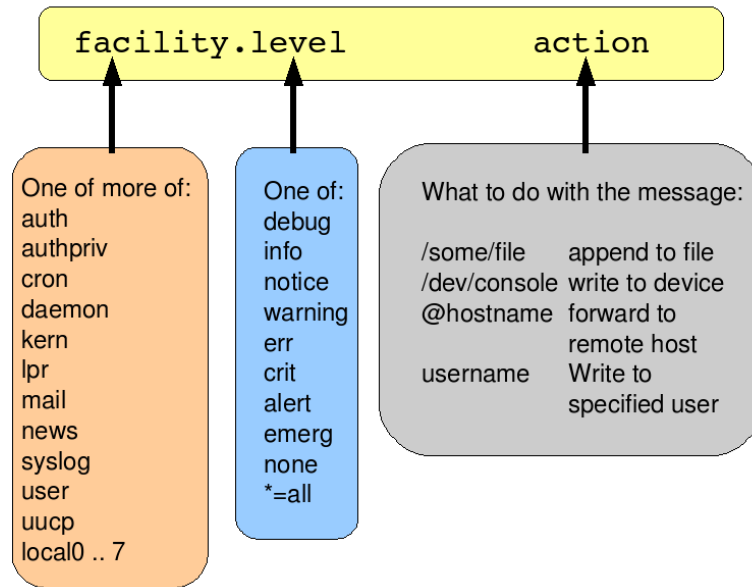 facility.level action
One of more of:
auth
authpriv
cron
daemon
kern
lpr
mail
news
syslog
user
uucp
local0 .. 7
One of:
debug
info
notice
warning
err
crit
alert
emerg
none
*=all
What to do with the message:
/some/file append to file
/dev/console write to device
@hostname forward to
remote host
username Write to
specified user